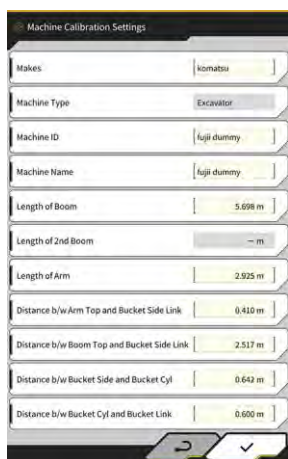 Machine Calibration Settings
Makes
komatsu
Machine Type
Excavator
Machine ID
fujii dummy
Machine Name
fujii dummy
Length of Boom
5.698 m
Length of 2nd Boom
— m
Length of Arm
2.925 m
Distance b/w Arm Top and Bucket Side Link
0.410 m
Distance b/w Boom Top and Bucket Side Link
2.517 m
Distance b/w Bucket Side and Bucket Cyl
0.642 m
Distance b/w Bucket Cyl and Bucket Link
0.600 m